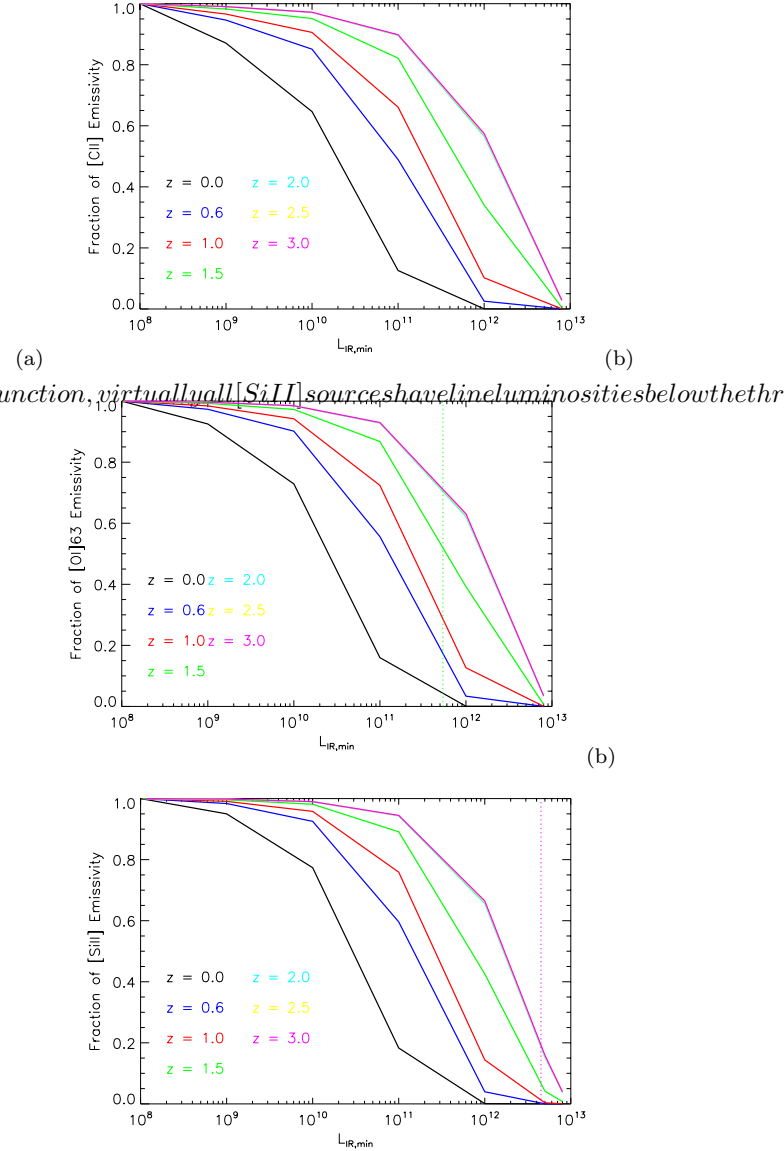 1.0
0.8
0.6
0.4
0.2
0.0
Fraction of [CII] Emissivity
z = 0.0 z = 2.0
z = 0.6 z = 2.5
z = 1.0 z = 3.0
z = 1.5
10^8 10^9 10^10 10^11 10^12 10^13
L_IR,min
(a) (b)
unction,virtuallyall[SiII]sourceshavelineluminositiesbelowthethr
1.0
0.8
0.6
0.4
0.2
0.0
Fraction of [OI]63 Emissivity
z = 0.0 z = 2.0
z = 0.6 z = 2.5
z = 1.0 z = 3.0
z = 1.5
10^8 10^9 10^10 10^11 10^12 10^13
L_IR,min
(b)
1.0
0.8
0.6
0.4
0.2
0.0
Fraction of [SiII] Emissivity
z = 0.0 z = 2.0
z = 0.6 z = 2.5
z = 1.0 z = 3.0
z = 1.5
10^8 10^9 10^10 10^11 10^12 10^13
L_IR,min